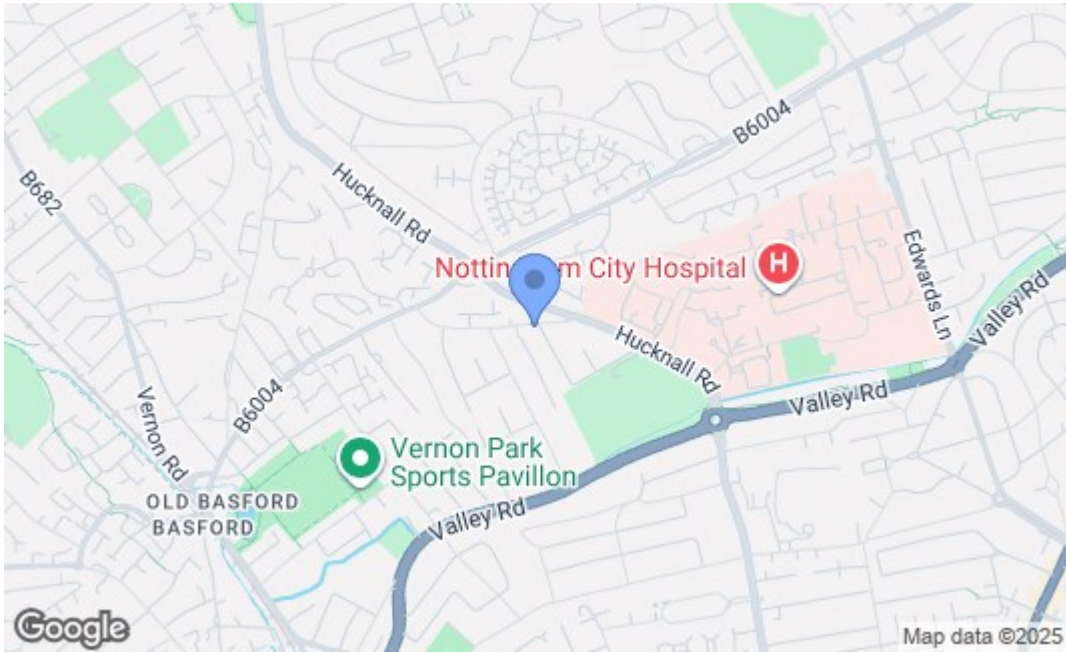 B6004
B682
Hucknall Rd
Edwards Ln
Nottin m City Hospital
H
Valley Rd
Hucknall Rd
Valley Rd
Vernon Rd
B6004
Vernon Park
Sports Pavillon
OLD BASFORD
BASFORD
Valley Rd
Google
Map data ©2025